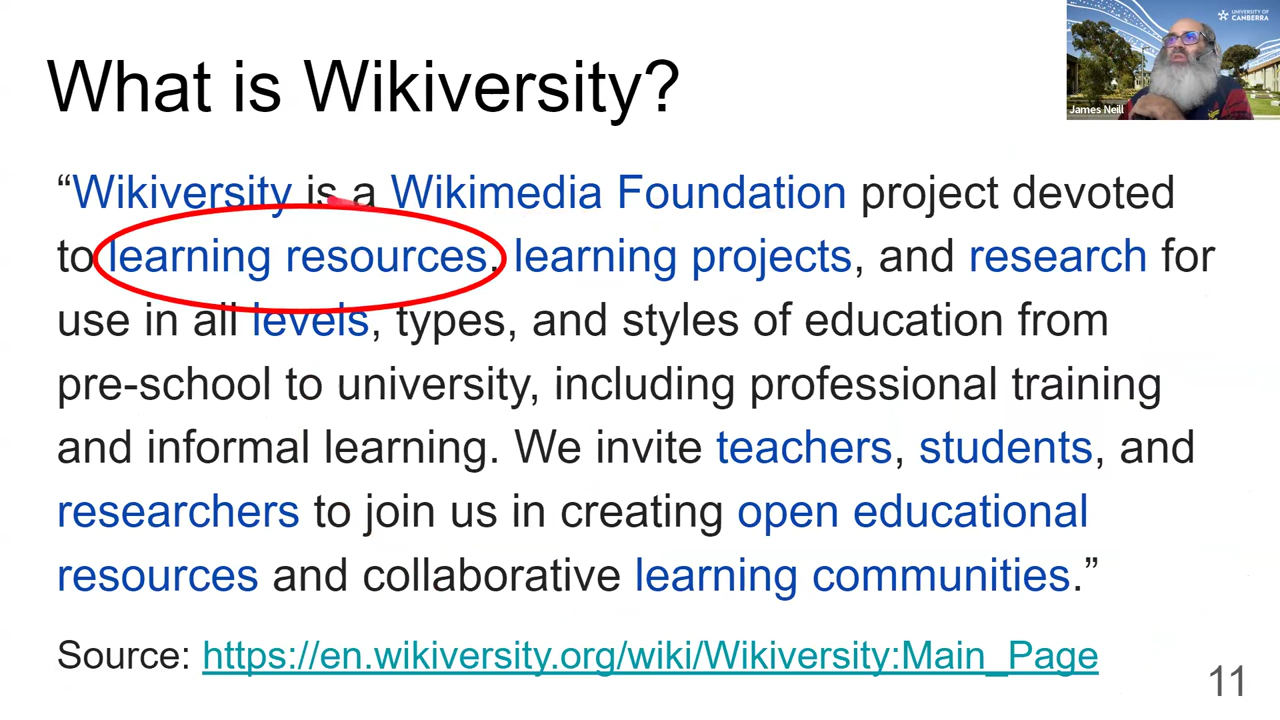 What is Wikiversity?
UNIVERSITY OF
CANBERRA
James Neill
“Wikiversity is a Wikimedia Foundation project devoted
to learning resources, learning projects, and research for
use in all levels, types, and styles of education from
pre-school to university, including professional training
and informal learning. We invite teachers, students, and
researchers to join us in creating open educational
resources and collaborative learning communities.”
Source: https://en.wikiversity.org/wiki/Wikiversity:Main_Page
11